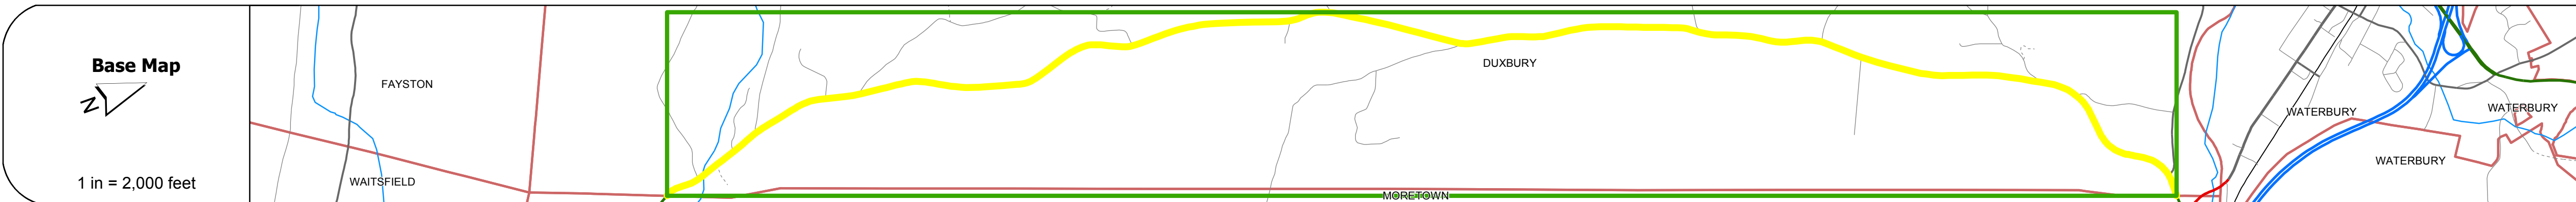 Base Map
N
1 in = 2,000 feet
FAYSTON
WAITSFIELD
DUXBURY
MORETOWN
WATERBURY
WATERBURY
WATERBURY